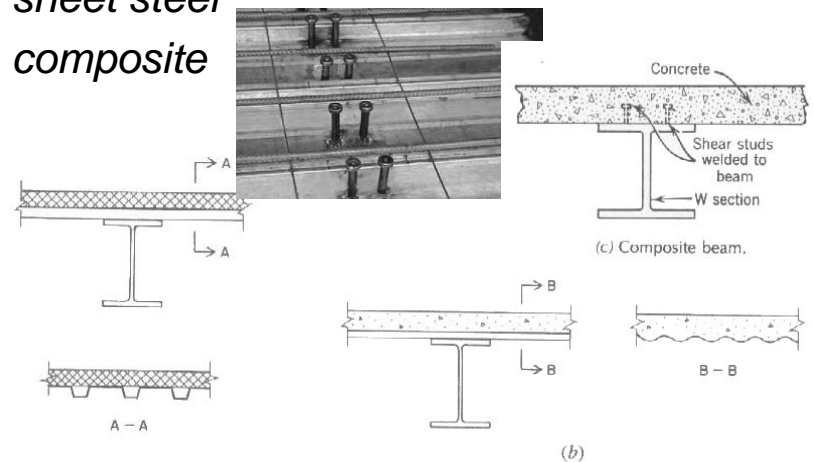 sheet steel
composite
Concrete
Shear studs
welded to
beam
W section
(c) Composite beam.
A
A
A – A
B
B
B – B
(b)